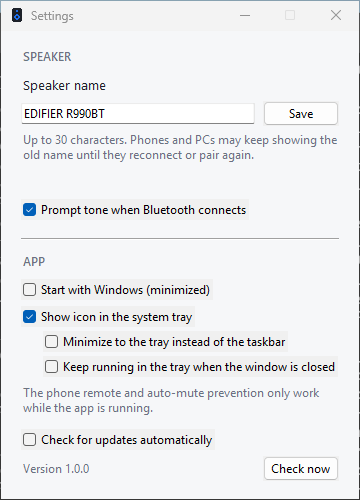 Settings
SPEAKER
Speaker name
EDIFIER R990BT
Save
Up to 30 characters. Phones and PCs may keep showing the
old name until they reconnect or pair again.
Prompt tone when Bluetooth connects
APP
Start with Windows (minimized)
Show icon in the system tray
Minimize to the tray instead of the taskbar
Keep running in the tray when the window is closed
The phone remote and auto-mute prevention only work
while the app is running.
Check for updates automatically
Version 1.0.0
Check now